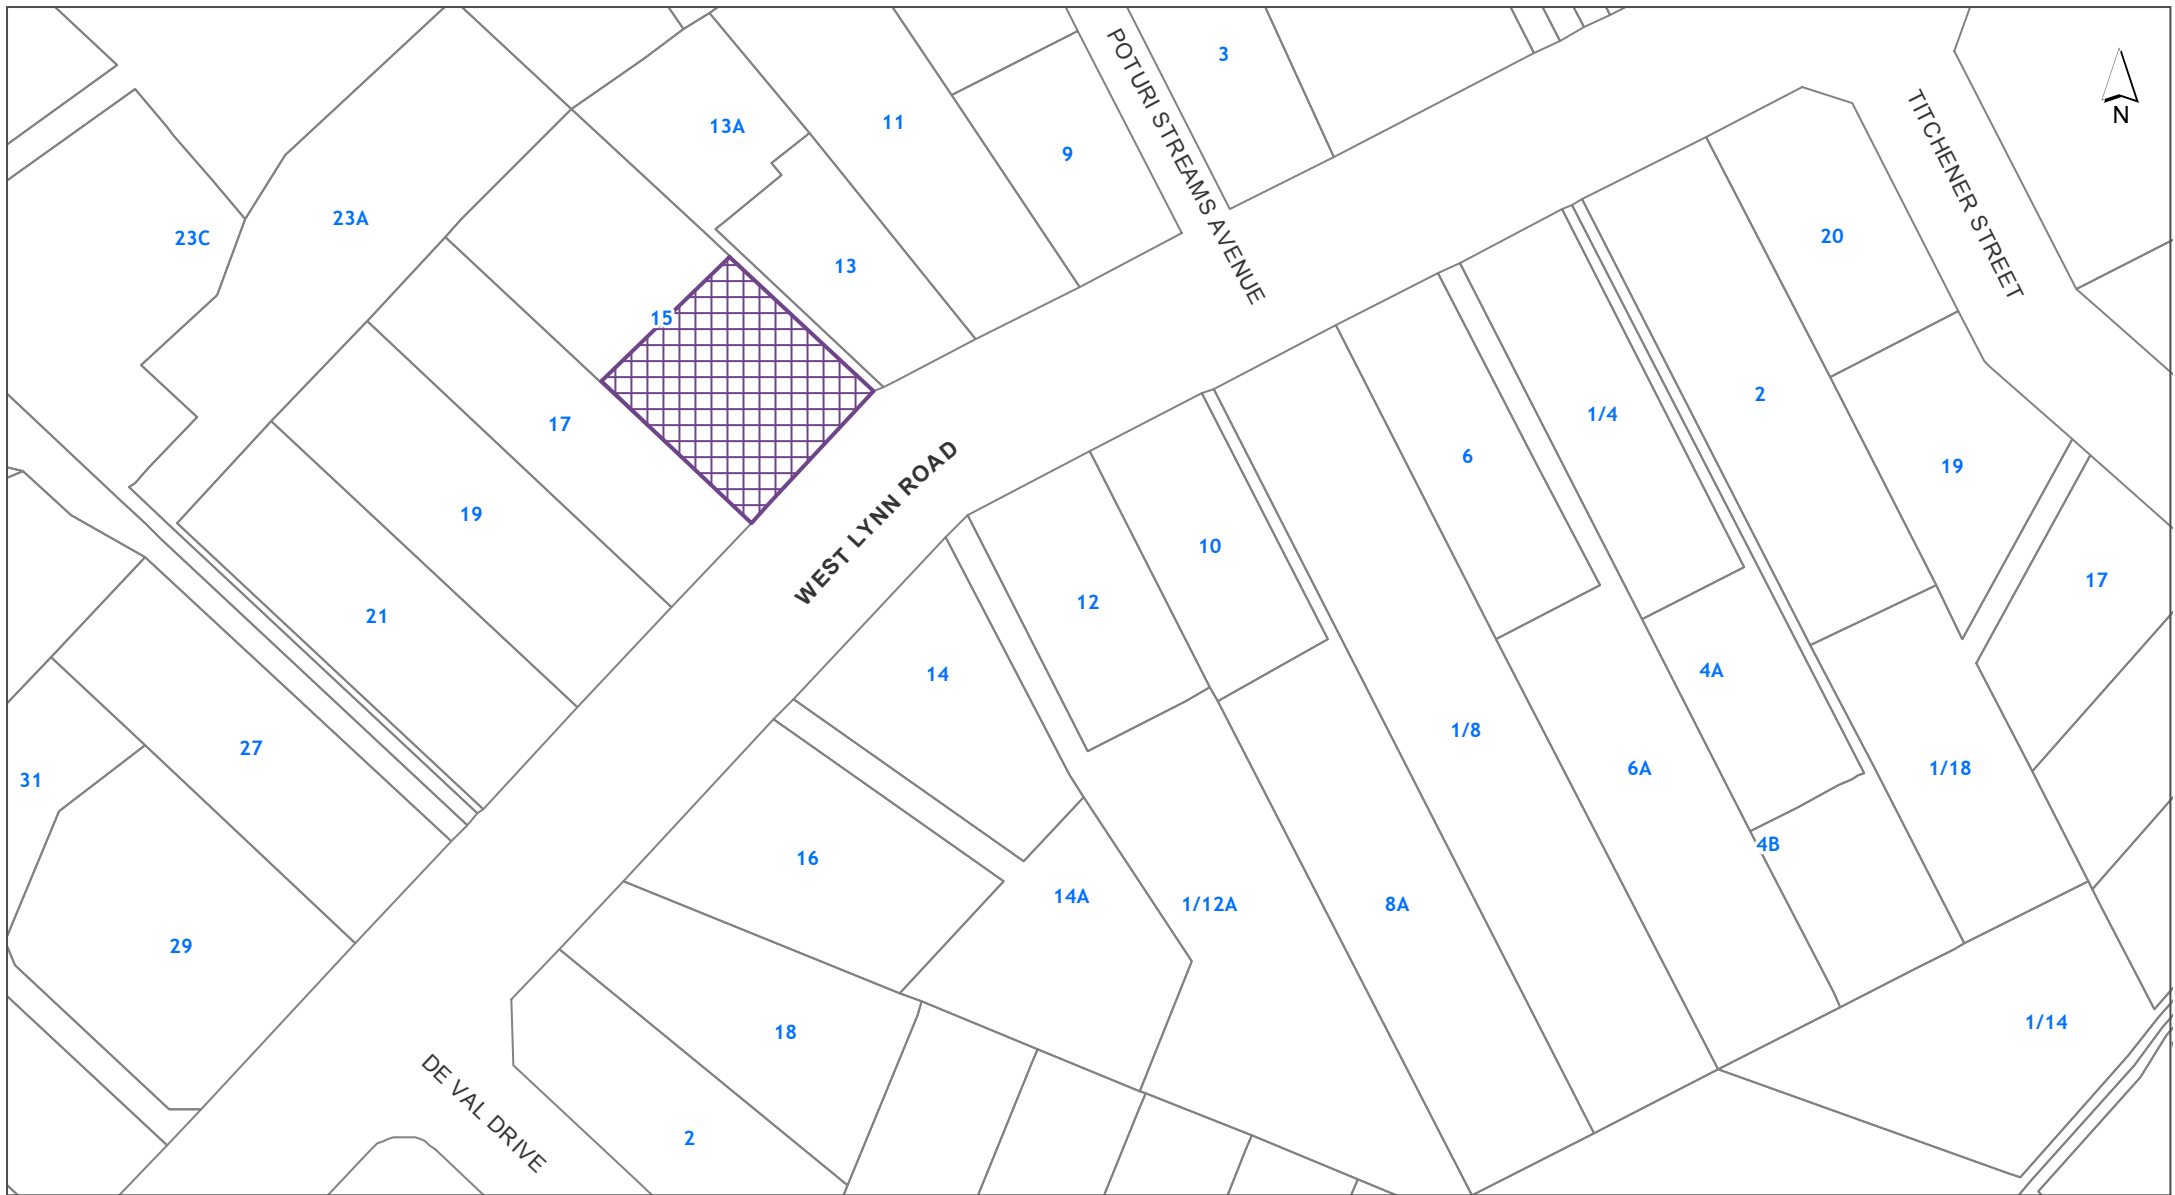 3
POTURI STREAMS AVENUE
TITCHENER STREET
N
13A
11
9
23C
23A
13
20
15
17
2
1/4
6
19
19
10
12
17
21
14
4A
27
31
1/8
6A
1/18
16
4B
14A
1/12A
8A
29
WEST LYNN ROAD
18
1/14
DE VAL DRIVE
2